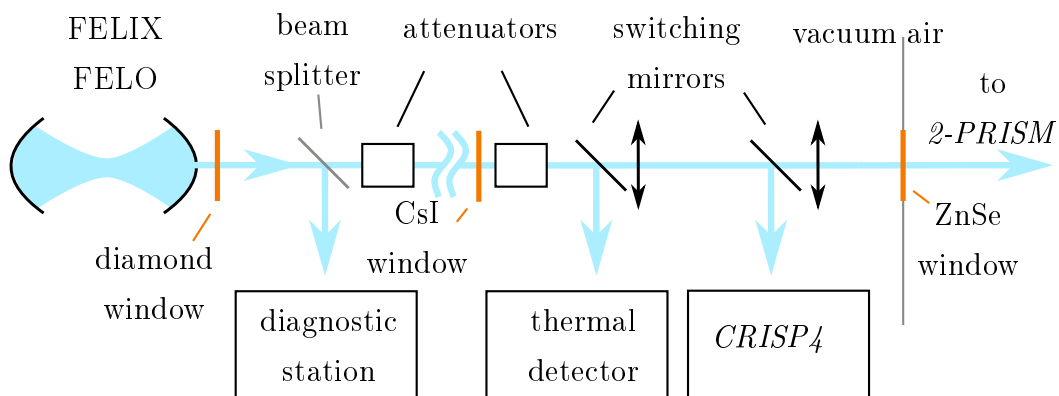 FELIX
FELO
beam
splitter
attenuators
switching
mirrors
vacuum air
to
2-PRISM
CsI
window
diamond
window
ZnSe
window
diagnostic
station
thermal
detector
CRISP4